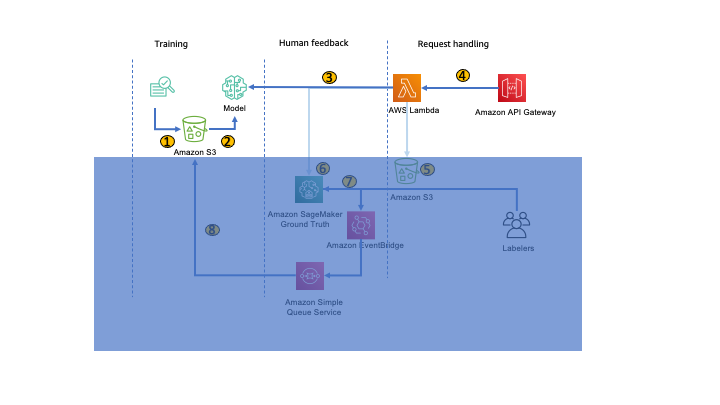 Training
Human feedback
Request handling
3
4
Model
AWS Lambda
Amazon API Gateway
1
2
Amazon S3
6
7
5
Amazon S3
Amazon SageMaker
Ground Truth
8
Amazon EventBridge
Labelers
Amazon Simple
Queue Service